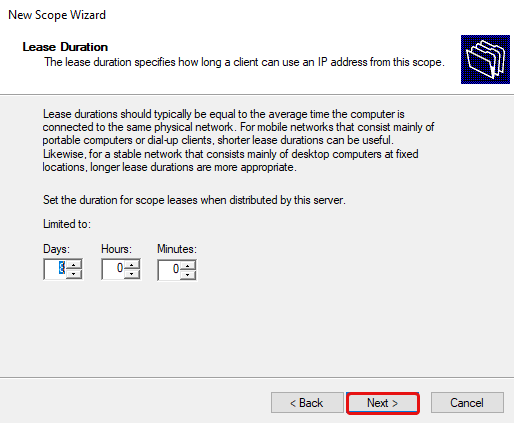 New Scope Wizard
Lease Duration
The lease duration specifies how long a client can use an IP address from this scope.
Lease durations should typically be equal to the average time the computer is
connected to the same physical network. For mobile networks that consist mainly of
portable computers or dial-up clients, shorter lease durations can be useful.
Likewise, for a stable network that consists mainly of desktop computers at fixed
locations, longer lease durations are more appropriate.
Set the duration for scope leases when distributed by this server.
Limited to:
Days: Hours: Minutes:
8 0 0
< Back Next > Cancel